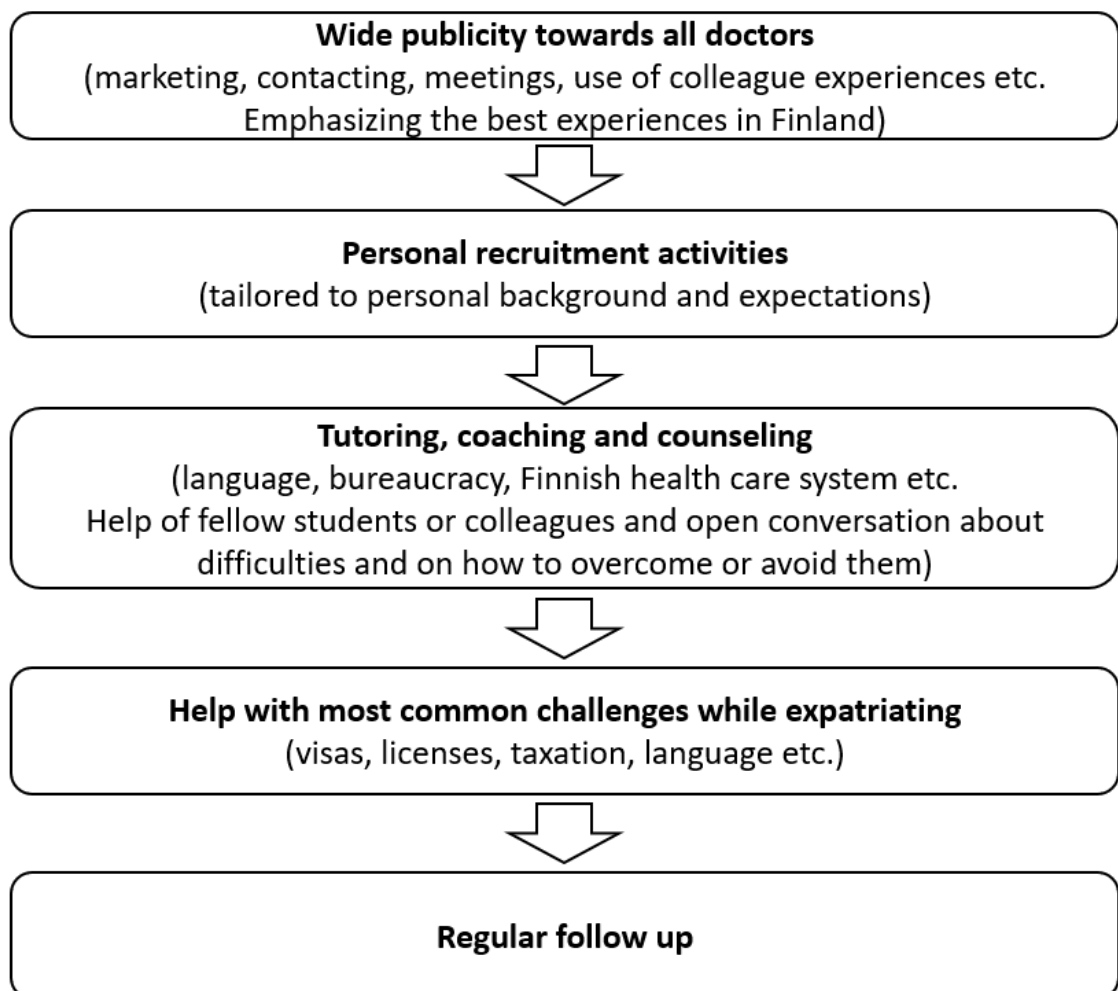 Wide publicity towards all doctors
(marketing, contacting, meetings, use of colleague experiences etc.
Emphasizing the best experiences in Finland)
Personal recruitment activities
(tailored to personal background and expectations)
Tutoring, coaching and counseling
(language, bureaucracy, Finnish health care system etc.
Help of fellow students or colleagues and open conversation about
difficulties and on how to overcome or avoid them)
Help with most common challenges while expatriating
(visas, licenses, taxation, language etc.)
Regular follow up